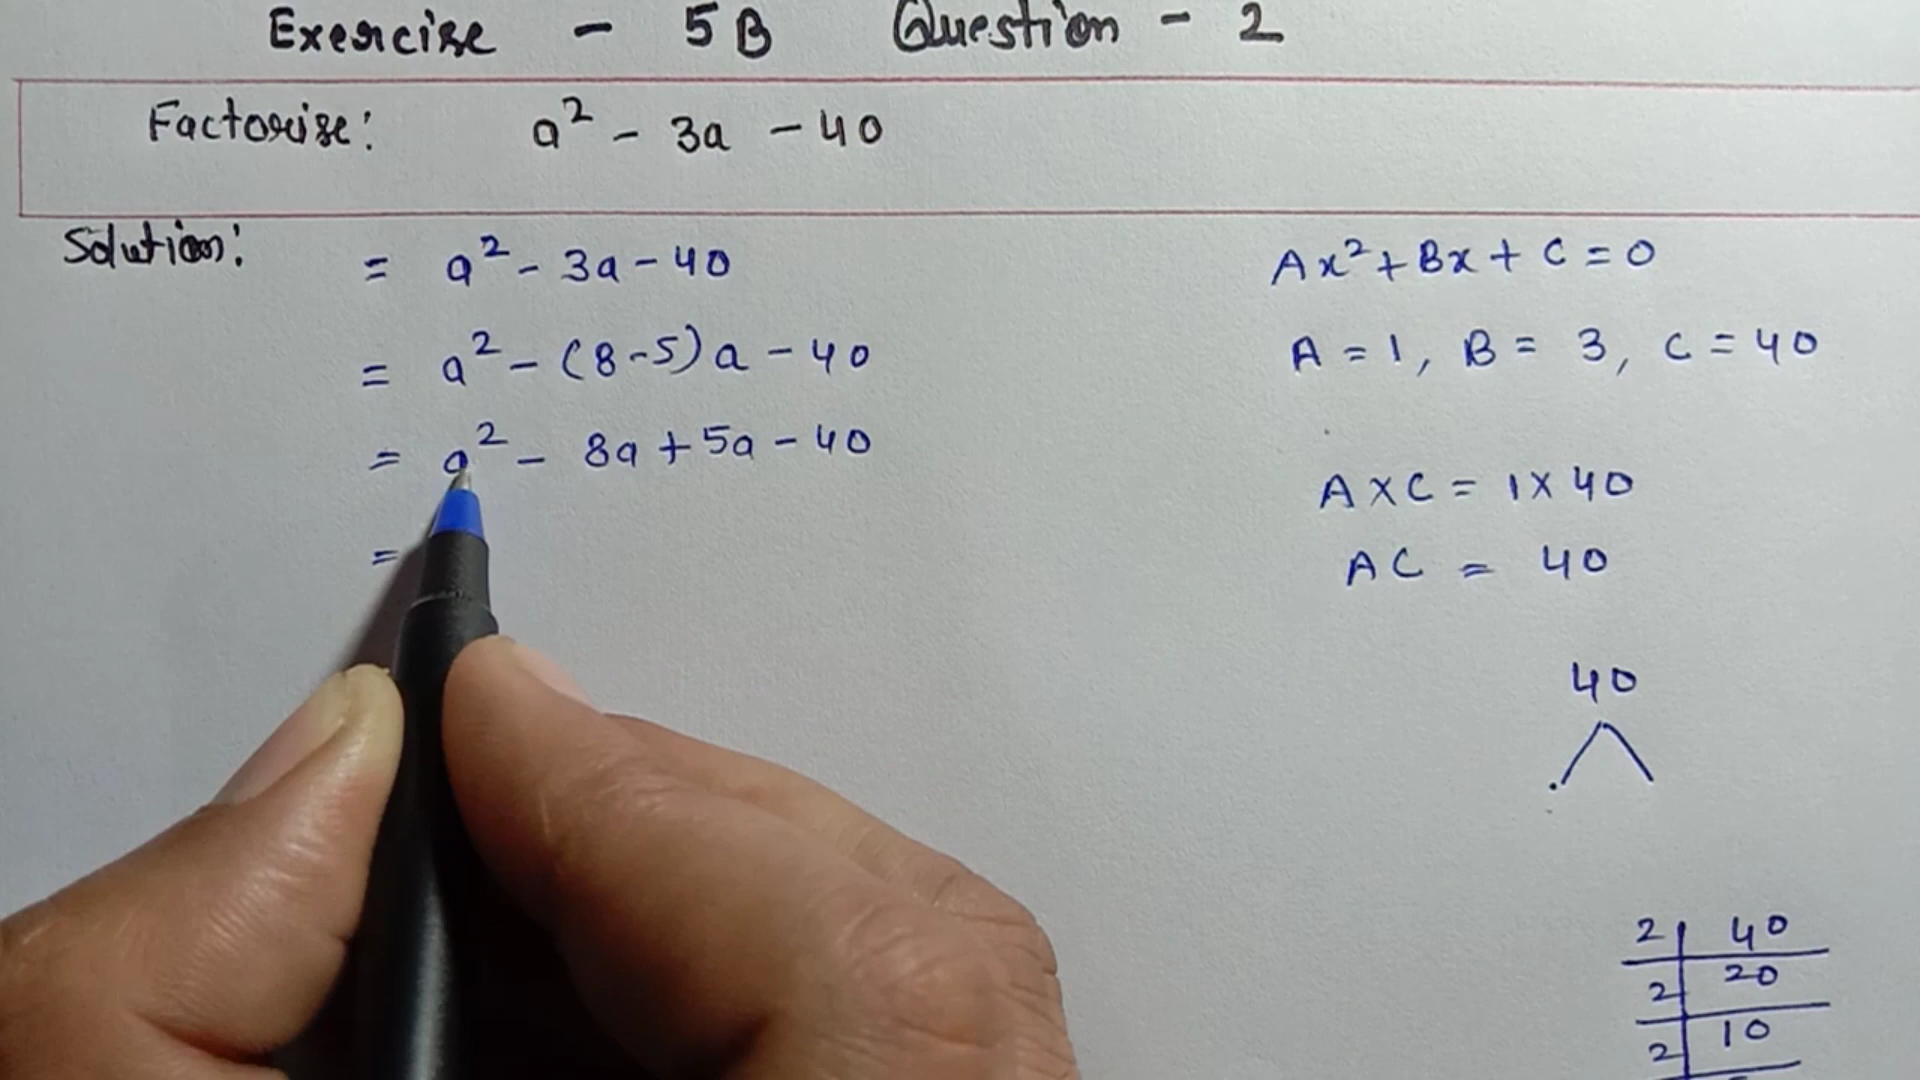 Exercise - 5B Question - 2
Factorise: a² - 3a - 40
Solution:
= a² - 3a - 40
= a² - (8-5)a - 40
= a² - 8a + 5a - 40
=
Ax² + Bx + C = 0
A = 1, B = 3, C = 40
A × C = 1 × 40
AC = 40
40
2 | 40
2 | 20
2 | 10